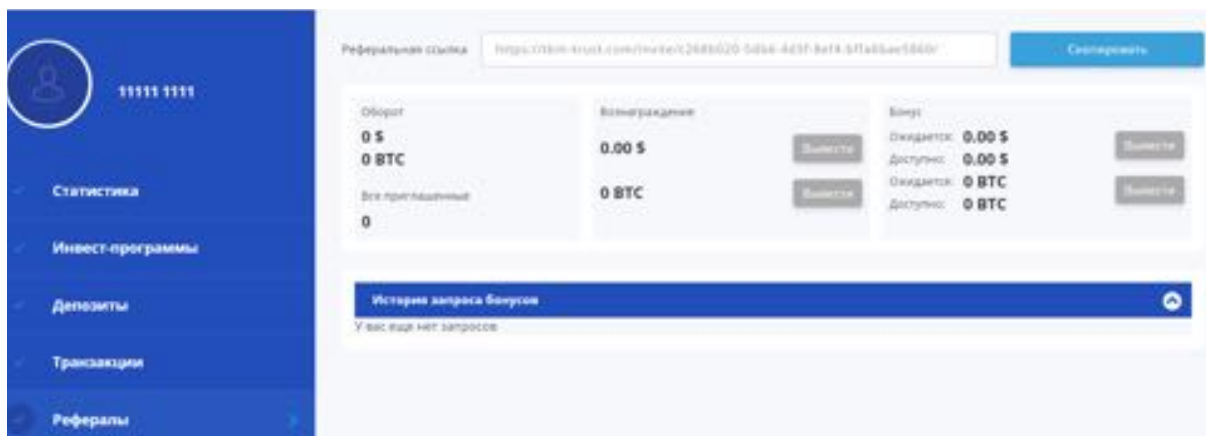 11111 1111
Статистика
Инвест-программы
Депозиты
Транзакции
Рефералы
Реферальная ссылка
Скопировать
Оборот
0 $
0 BTC
Все приглашенные
0
Вознаграждение
0.00 $ Вывести
0 BTC Вывести
Бонус
Ожидается: 0.00 $ Вывести
Доступно: 0.00 $
Ожидается: 0 BTC Вывести
Доступно: 0 BTC
История запроса бонусов
У вас еще нет запросов